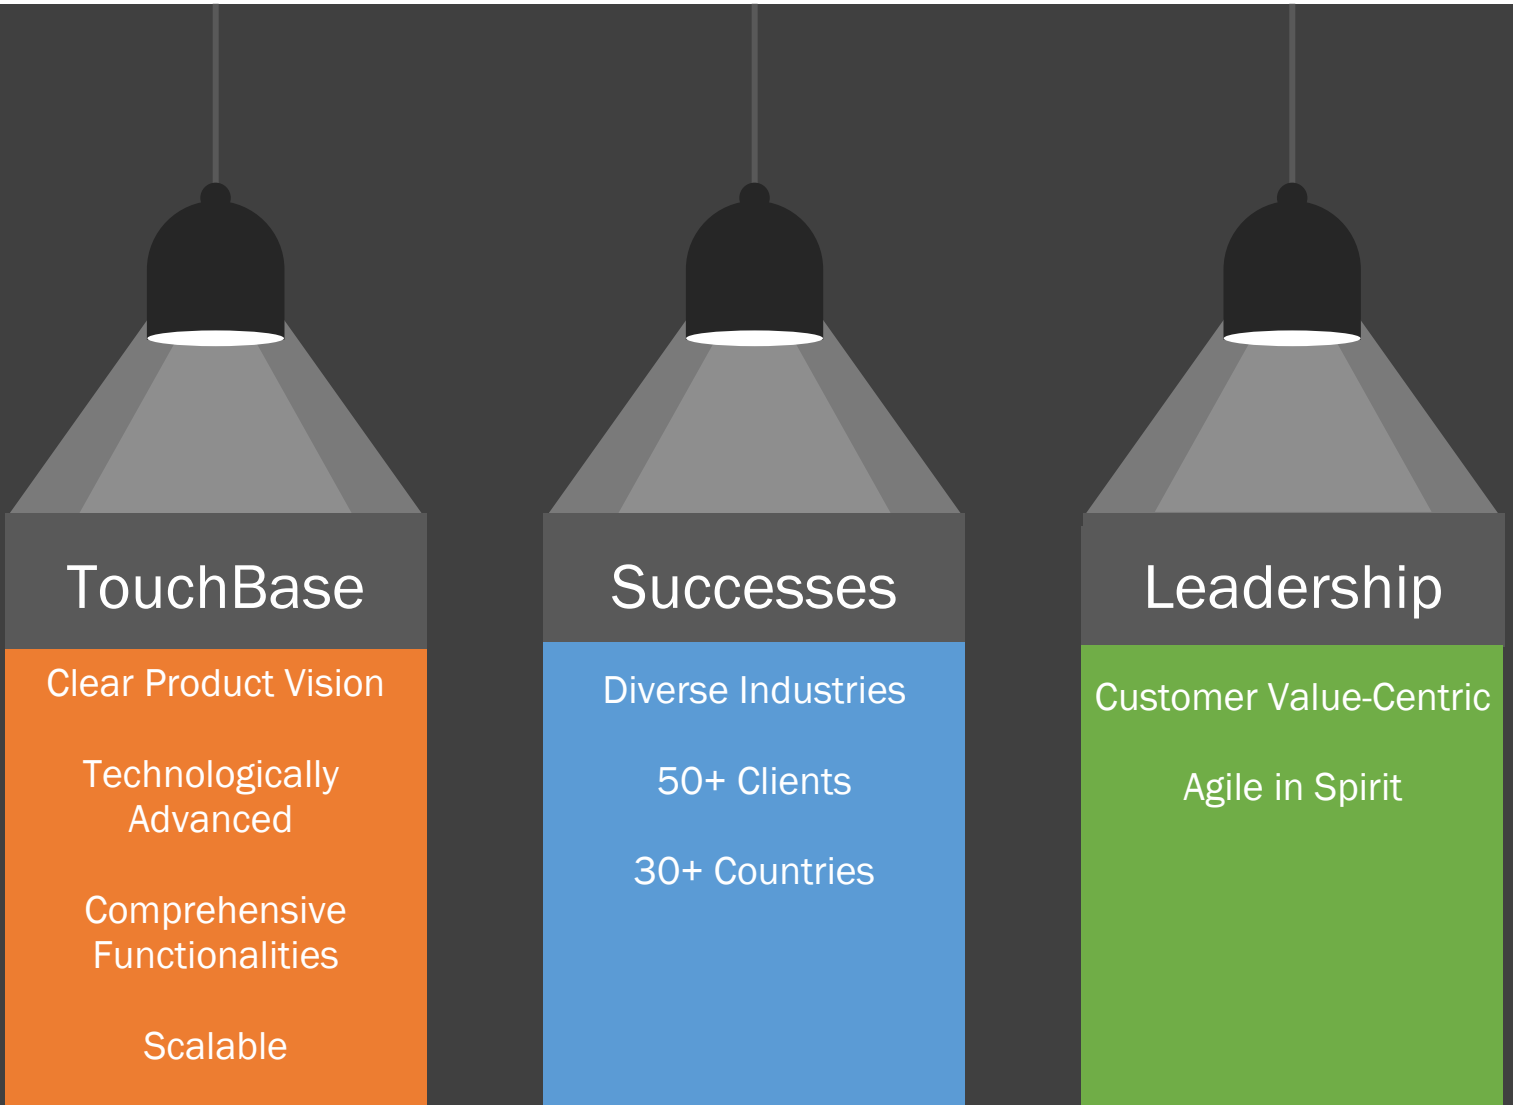 TouchBase
Clear Product Vision
Technologically
Advanced
Comprehensive
Functionalities
Scalable
Successes
Diverse Industries
50+ Clients
30+ Countries
Leadership
Customer Value-Centric
Agile in Spirit